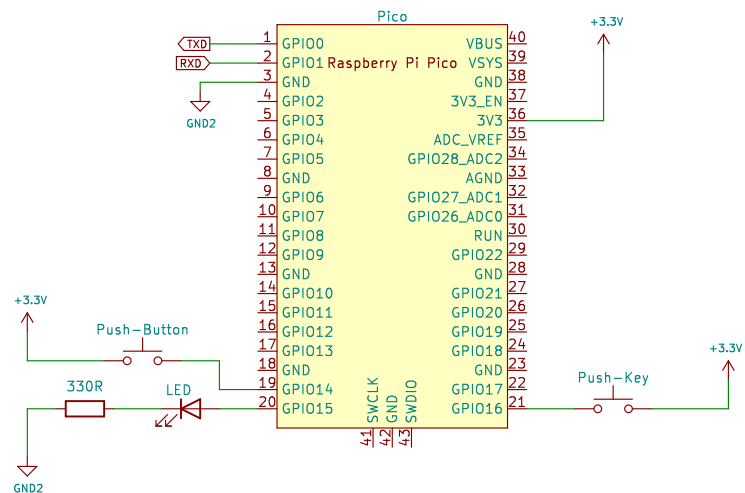 Pico
+3.3V
TXD 1 GPIO0 VBUS 40
RXD 2 GPIO1 Raspberry Pi Pico VSYS 39
3 GND GND 38
4 GPIO2 3V3_EN 37
GND2 5 GPIO3 3V3 36
6 GPIO4 ADC_VREF 35
7 GPIO5 GPIO28_ADC2 34
8 GND AGND 33
9 GPIO6 GPIO27_ADC1 32
10 GPIO7 GPIO26_ADC0 31
11 GPIO8 RUN 30
12 GPIO9 GPIO22 29
13 GND GND 28
14 GPIO10 GPIO21 27
+3.3V
15 GPIO11 GPIO20 26
Push-Button 16 GPIO12 GPIO19 25
17 GPIO13 GPIO18 24
+3.3V
18 GND GND 23
330R LED 19 GPIO14 SWCLK GND SWDIO GPIO17 22 Push-Key
20 GPIO15 GPIO16 21
41 42 43
GND2